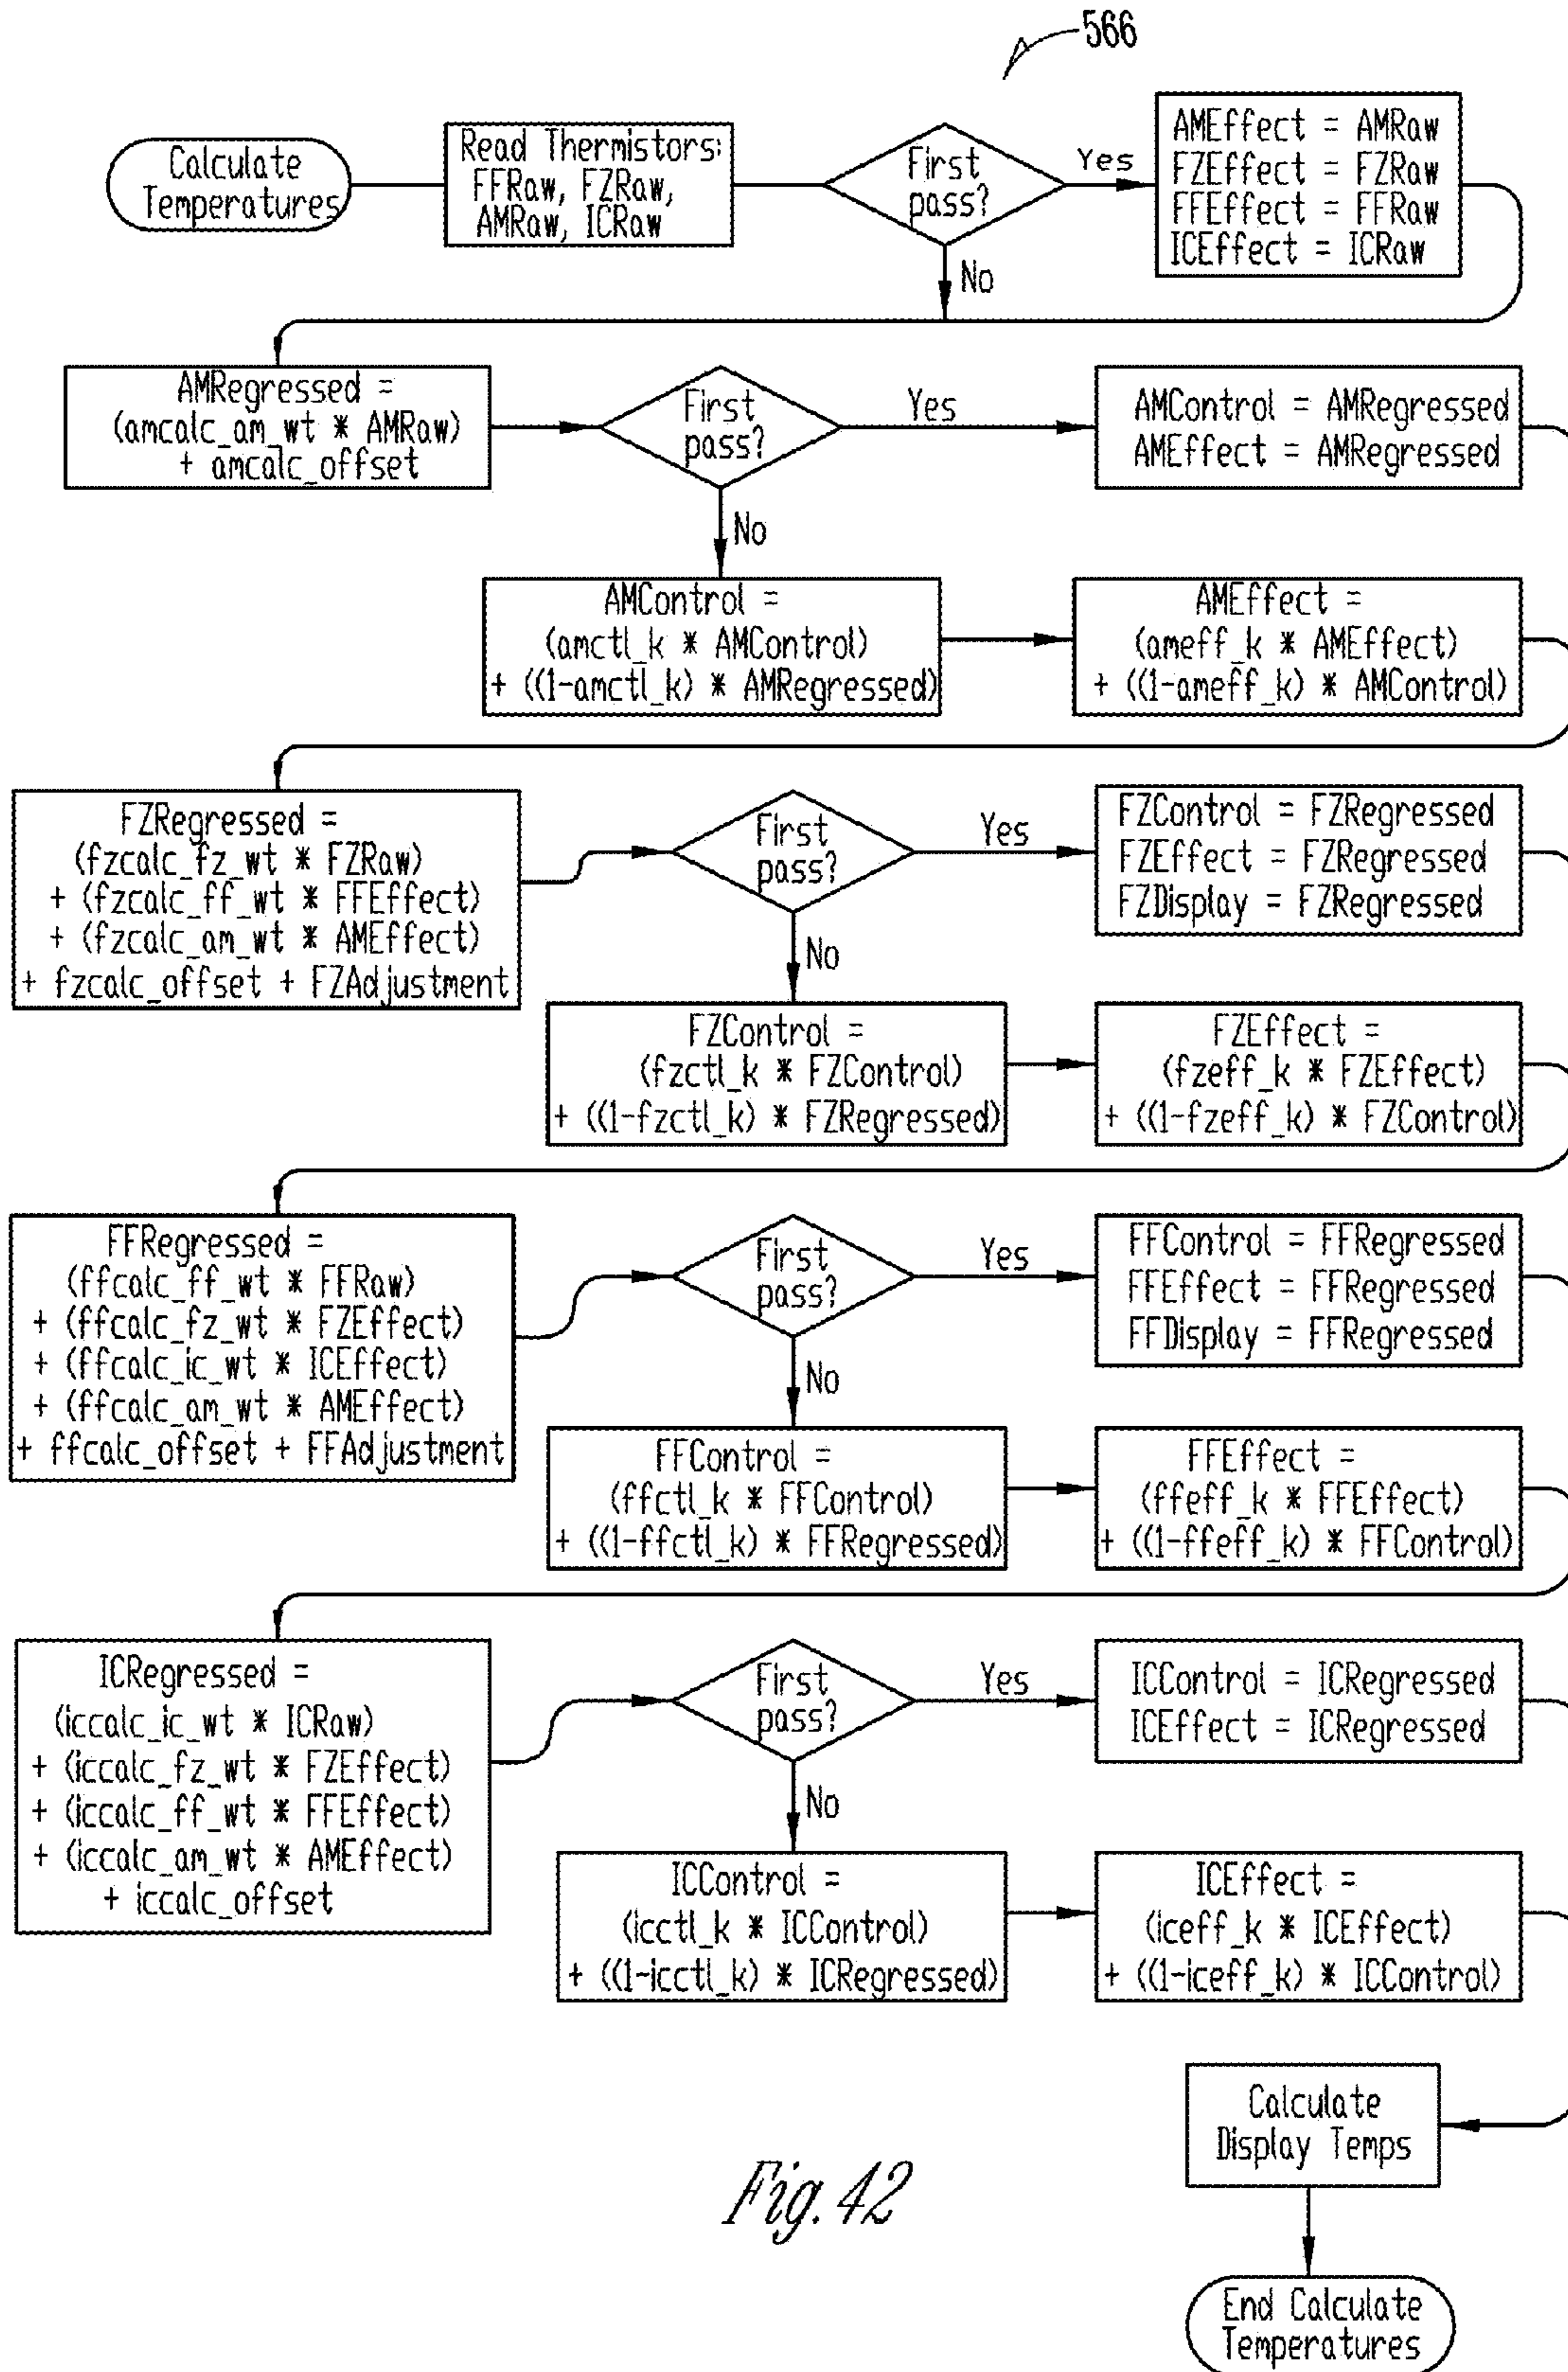 566
Calculate
Temperatures
Read Thermistors:
FFRaw, FZRaw,
AMRaw, ICRaw
First
pass?
Yes
No
AMEffect = AMRaw
FZEffect = FZRaw
FFEffect = FFRaw
ICEffect = ICRaw
AMRegressed =
(amcalc_am_wt * AMRaw)
+ amcalc_offset
First
pass?
Yes
No
AMControl = AMRegressed
AMEffect = AMRegressed
AMControl =
(amctl_k * AMControl)
+ ((1-amctl_k) * AMRegressed)
AMEffect =
(ameff_k * AMEffect)
+ ((1-ameff_k) * AMControl)
FZRegressed =
(fzcalc_fz_wt * FZRaw)
+ (fzcalc_ff_wt * FFEffect)
+ (fzcalc_am_wt * AMEffect)
+ fzcalc_offset + FZAdjustment
First
pass?
Yes
No
FZControl = FZRegressed
FZEffect = FZRegressed
FZDisplay = FZRegressed
FZControl =
(fzctl_k * FZControl)
+ ((1-fzctl_k) * FZRegressed)
FZEffect =
(fzeff_k * FZEffect)
+ ((1-fzeff_k) * FZControl)
FFRegressed =
(ffcalc_ff_wt * FFRaw)
+ (ffcalc_fz_wt * FZEffect)
+ (ffcalc_ic_wt * ICEffect)
+ (ffcalc_am_wt * AMEffect)
+ ffcalc_offset + FFAdjustment
First
pass?
Yes
No
FFControl = FFRegressed
FFEffect = FFRegressed
FFDisplay = FFRegressed
FFControl =
(ffctl_k * FFControl)
+ ((1-ffctl_k) * FFRegressed)
FFEffect =
(ffeff_k * FFEffect)
+ ((1-ffeff_k) * FFControl)
ICRegressed =
(iccalc_ic_wt * ICRaw)
+ (iccalc_fz_wt * FZEffect)
+ (iccalc_ff_wt * FFEffect)
+ (iccalc_am_wt * AMEffect)
+ iccalc_offset
First
pass?
Yes
No
ICControl = ICRegressed
ICEffect = ICRegressed
ICControl =
(icctl_k * ICControl)
+ ((1-icctl_k) * ICRegressed)
ICEffect =
(iceff_k * ICEffect)
+ ((1-iceff_k) * ICControl)
Calculate
Display Temps
End Calculate
Temperatures
Fig. 42